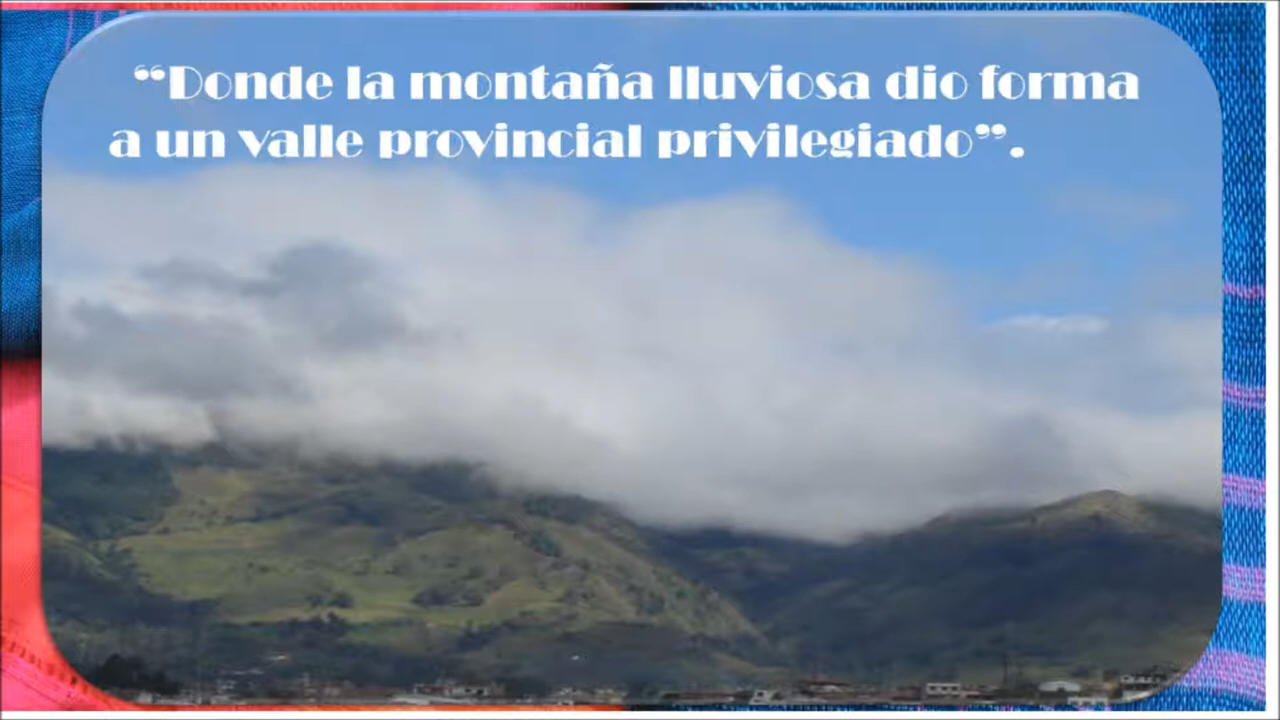 “Donde la montaña lluviosa dio forma
a un valle provincial privilegiado”.